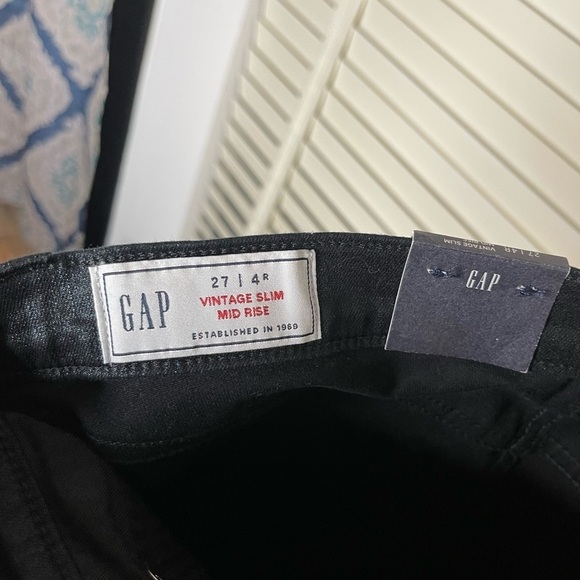 GAP
27 | 4R
VINTAGE SLIM
MID RISE
ESTABLISHED IN 1969
27 | 4R
VINTAGE SLIM
GAP